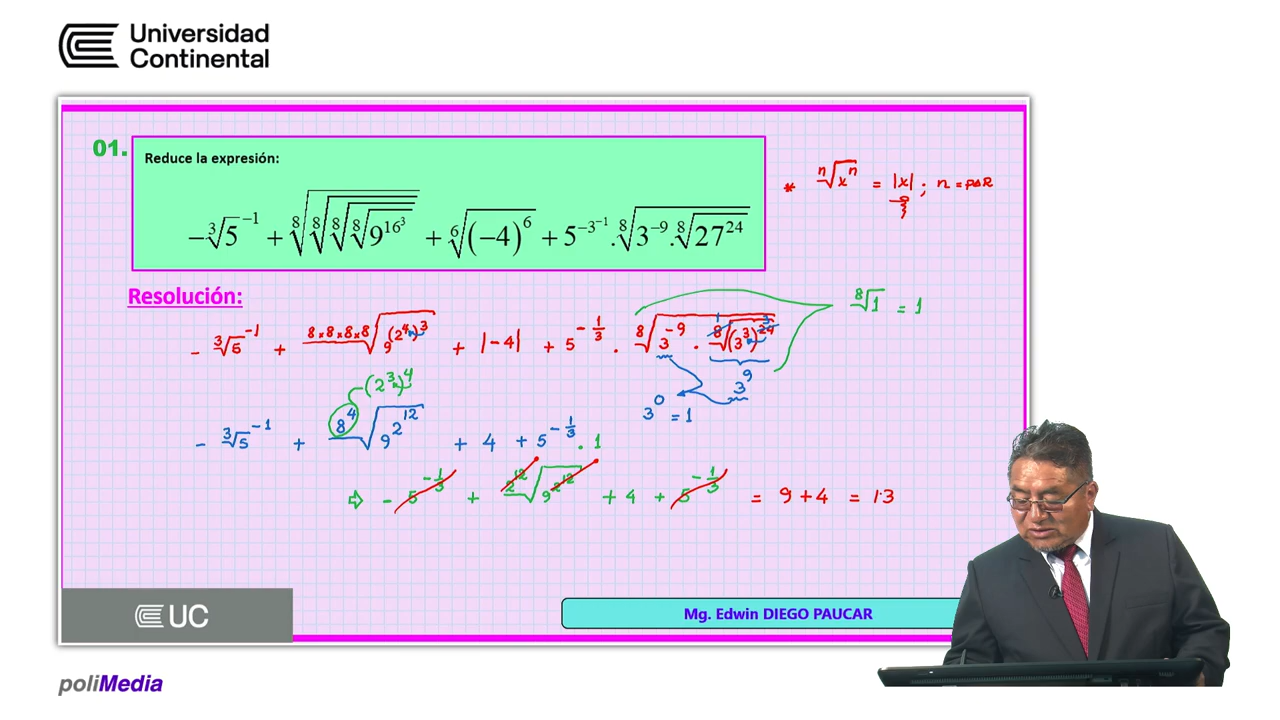 Universidad
Continental
01.
Reduce la expresión:
-∛5⁻¹ + ⁸√(⁸√(⁸√(⁸√(9^(16^3))))) + ⁶√((-4)⁶) + 5^(-3⁻¹) . ⁸√(3⁻⁹ . ⁸√(27²⁴))
* ⁿ√(xⁿ) = |x| ; n = PAR
Resolución:
⁸√1 = 1
- ∛5⁻¹ + ⁸ˣ⁸ˣ⁸ˣ⁸√(9^((2⁴)³)) + |-4| + 5^(-1/3) . ⁸√(3⁻⁹ . ⁸√((3³)²⁴))
1 3
(2³)⁴
3⁹
3⁰ = 1
- ∛5⁻¹ + ^(8⁴)√(9^(2¹²)) + 4 + 5^(-1/3) . 1
⇨ - 5^(-1/3) + ^(2¹²)√(9^(2¹²)) + 4 + 5^(-1/3) = 9 + 4 = 13
UC
Mg. Edwin DIEGO PAUCAR
poliMedia